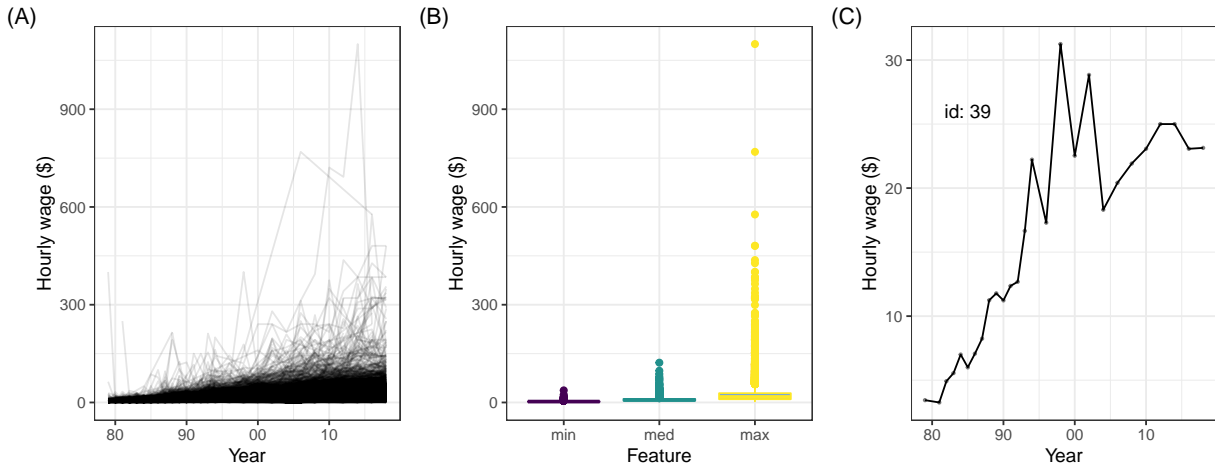 (A)
Hourly wage ($)
900
600
300
0
80 90 00 10
Year
(B)
Hourly wage ($)
900
600
300
0
min med max
Feature
(C)
Hourly wage ($)
30
20
10
id: 39
80 90 00 10
Year